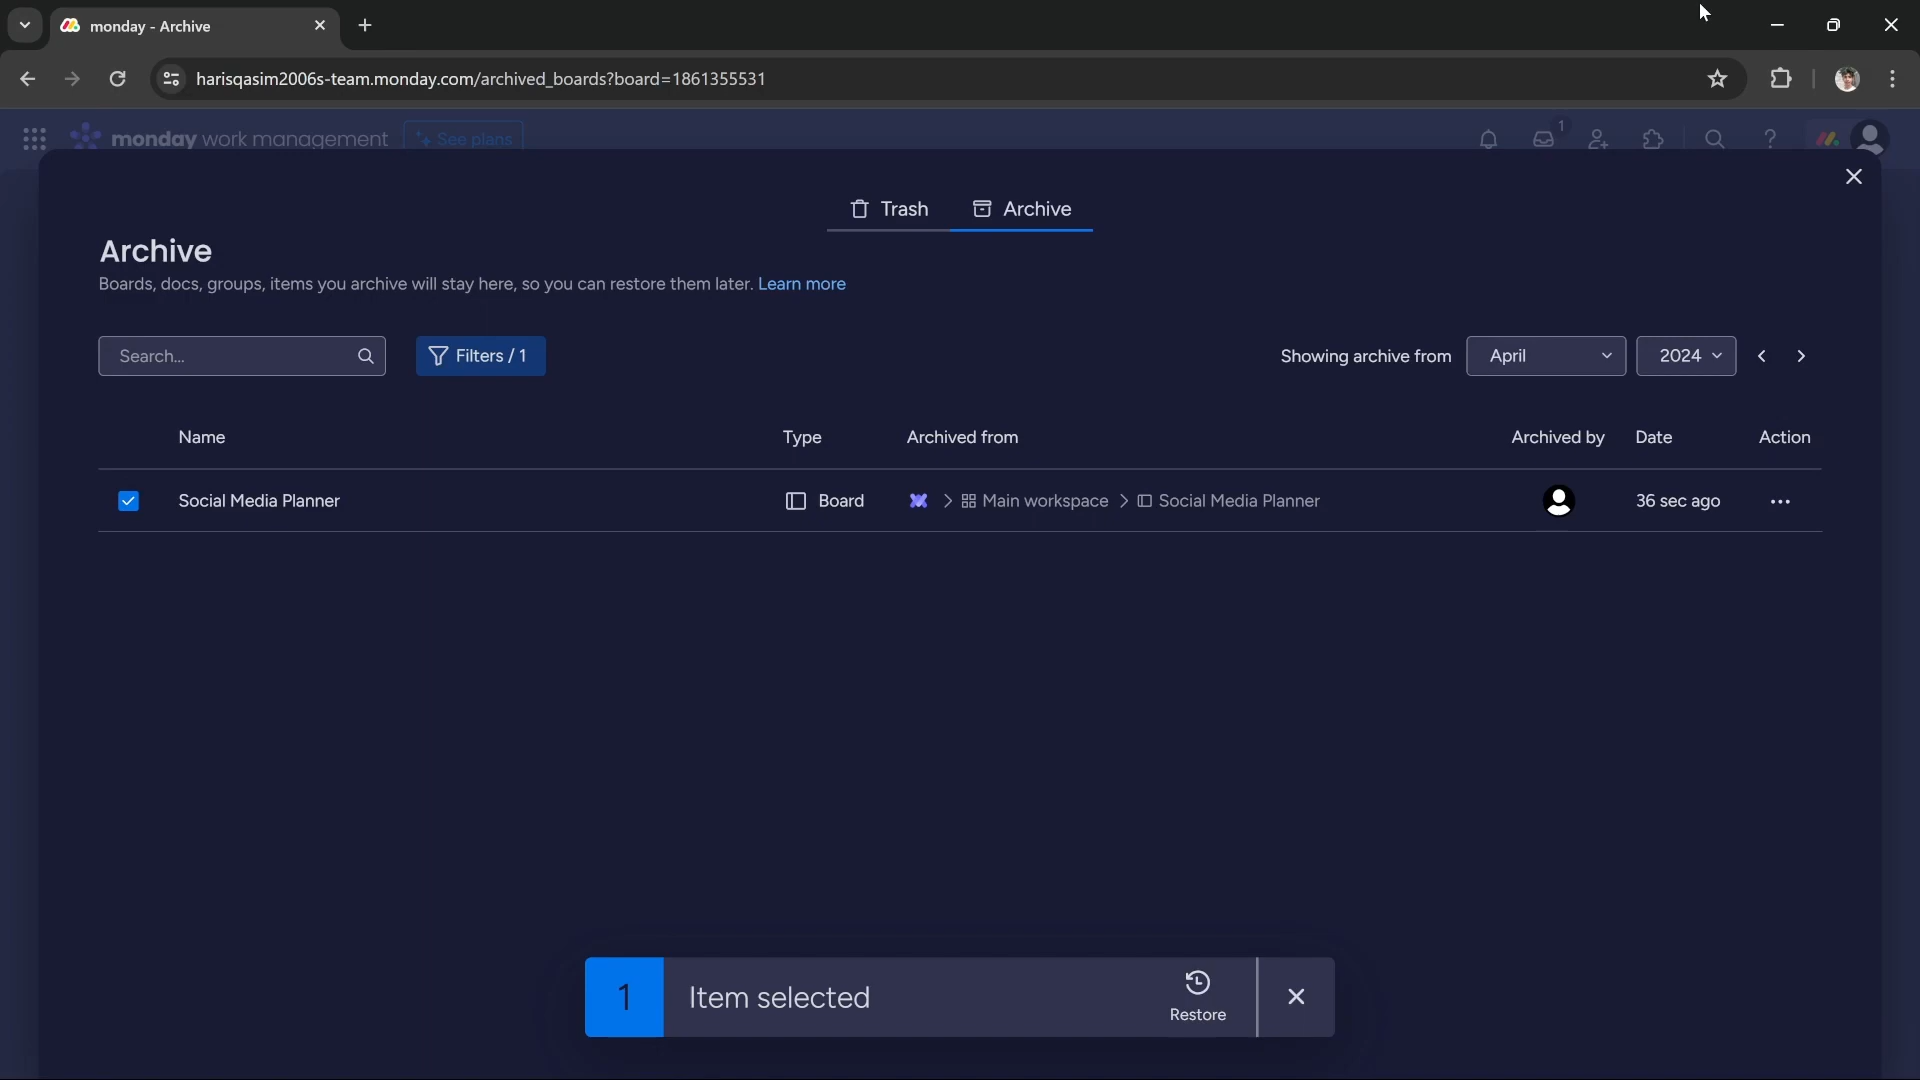 monday - Archive
harisqasim2006s-team.monday.com/archived_boards?board=1861355531
monday work management See plans 1
Trash Archive
Archive
Boards, docs, groups, items you archive will stay here, so you can restore them later. Learn more
Search... Filters / 1 Showing archive from April 2024
Name Type Archived from Archived by Date Action
Social Media Planner Board Main workspace Social Media Planner 36 sec ago
1 Item selected Restore